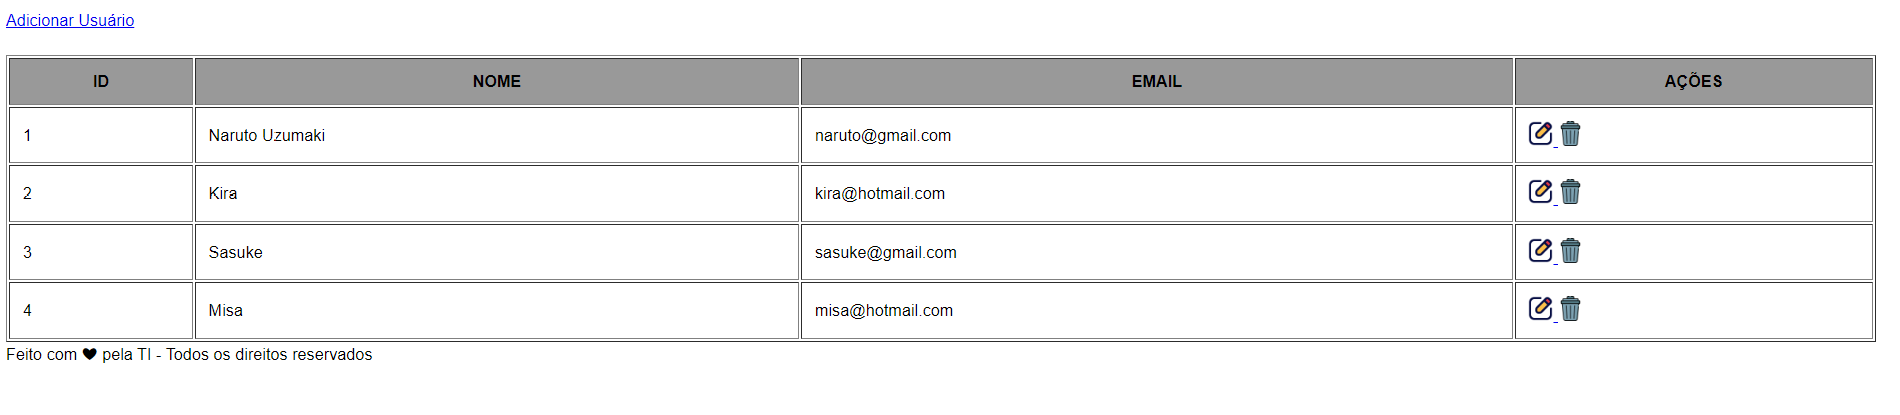 Adicionar Usuário
ID NOME EMAIL AÇÕES
1 Naruto Uzumaki naruto@gmail.com
2 Kira kira@hotmail.com
3 Sasuke sasuke@gmail.com
4 Misa misa@hotmail.com
Feito com ♥ pela TI - Todos os direitos reservados